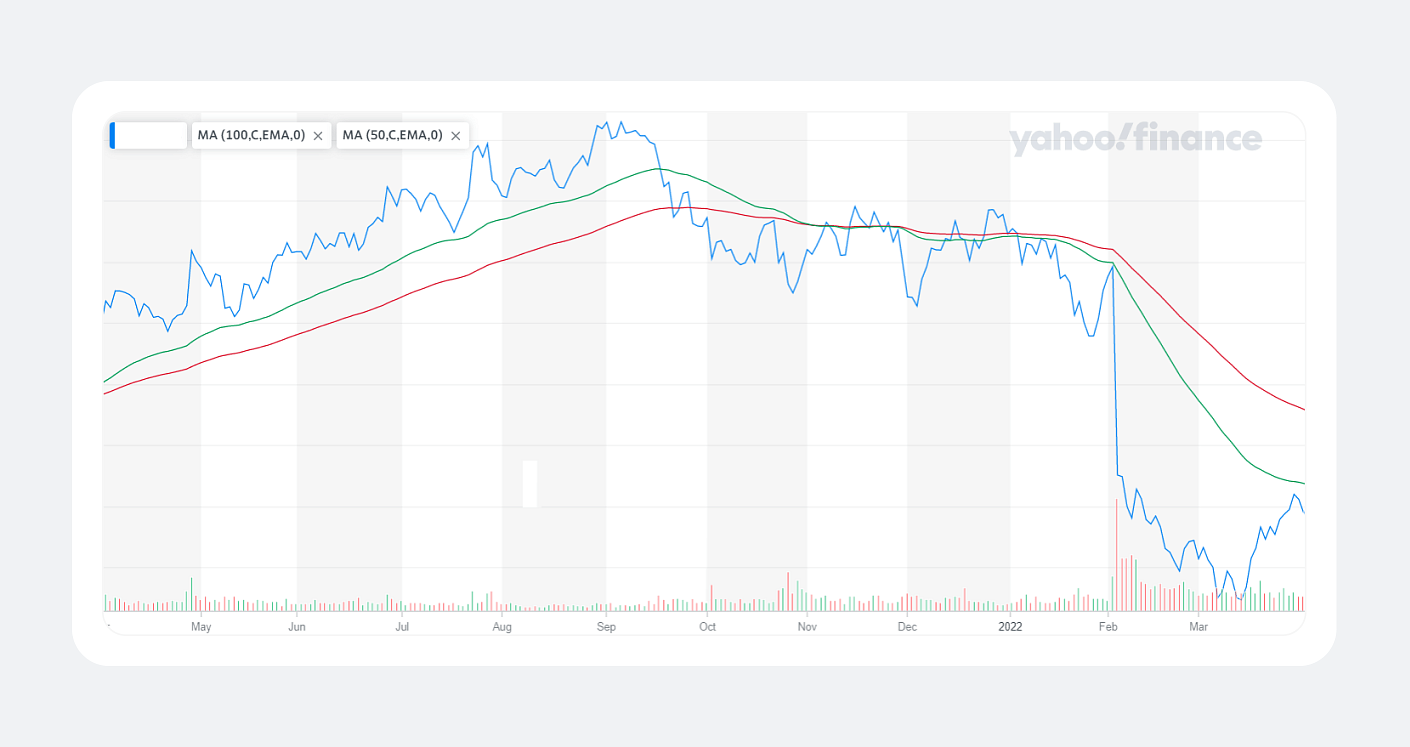 MA (100,C,EMA,0) × MA (50,C,EMA,0) ×
yahoo!finance
May Jun Jul Aug Sep Oct Nov Dec 2022 Feb Mar